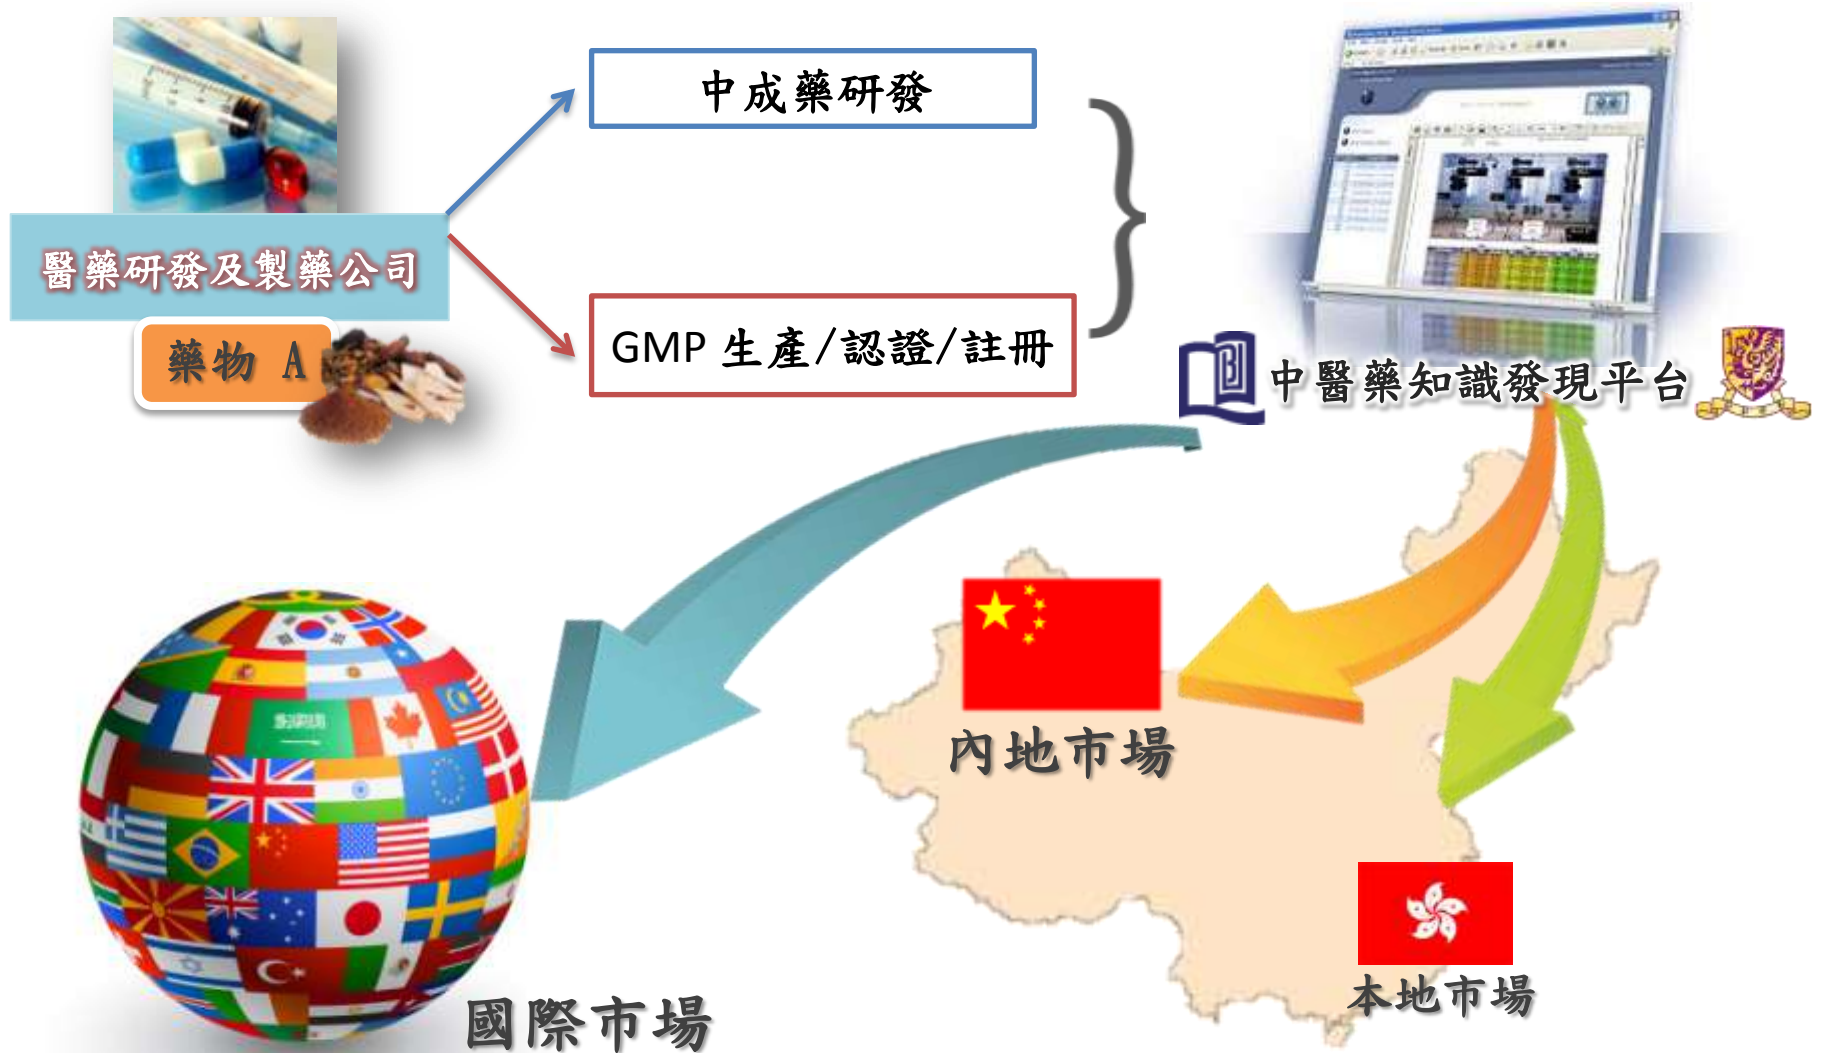 中成藥研發
醫藥研發及製藥公司
藥物 A
GMP 生產/認證/註冊
中醫藥知識發現平台
內地市場
本地市場
國際市場